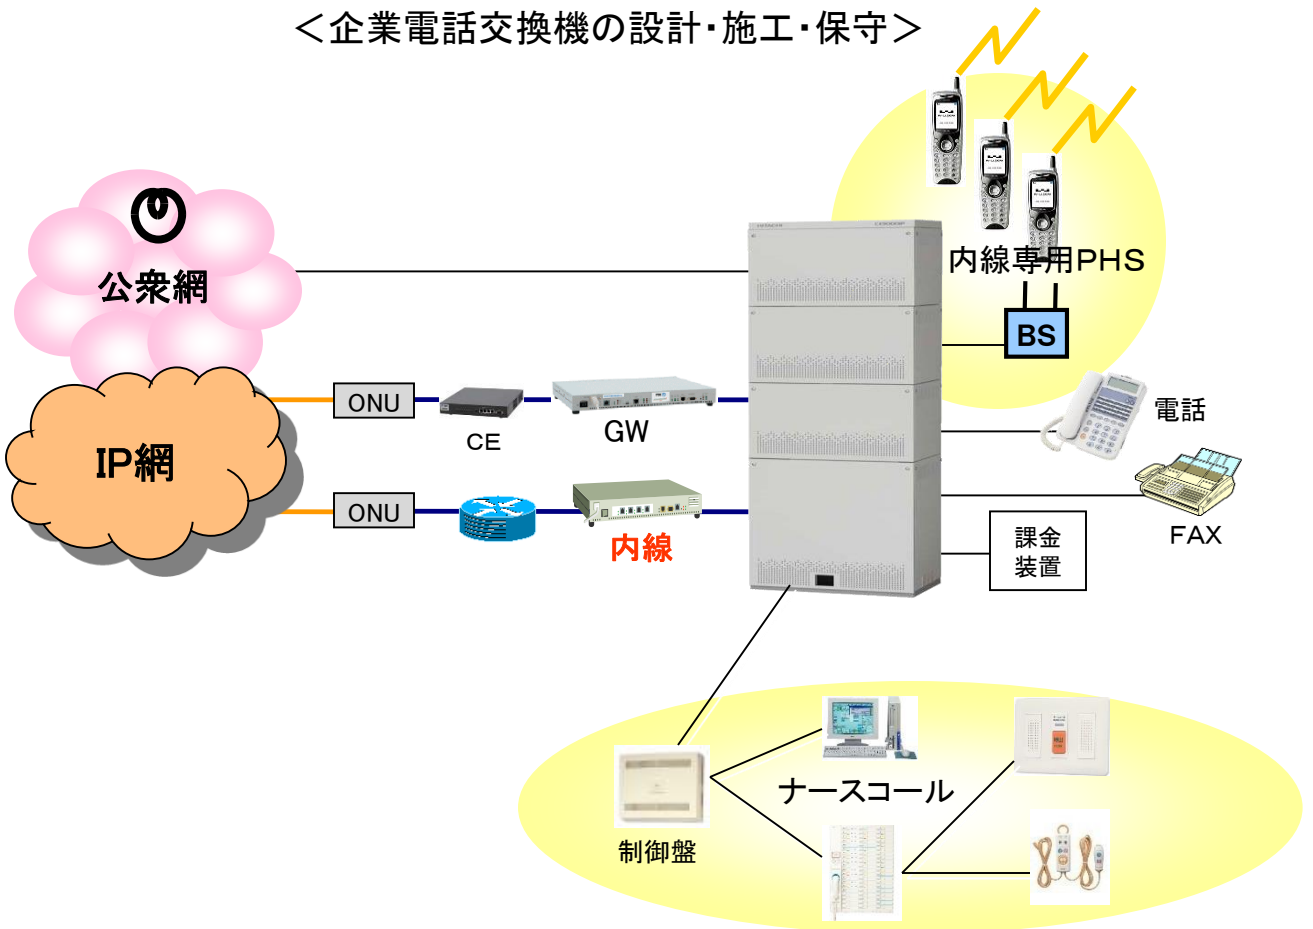 ＜企業電話交換機の設計・施工・保守＞
公衆網
内線専用PHS
BS
ONU
CE
GW
電話
IP網
ONU
内線
FAX
課金
装置
ナースコール
制御盤